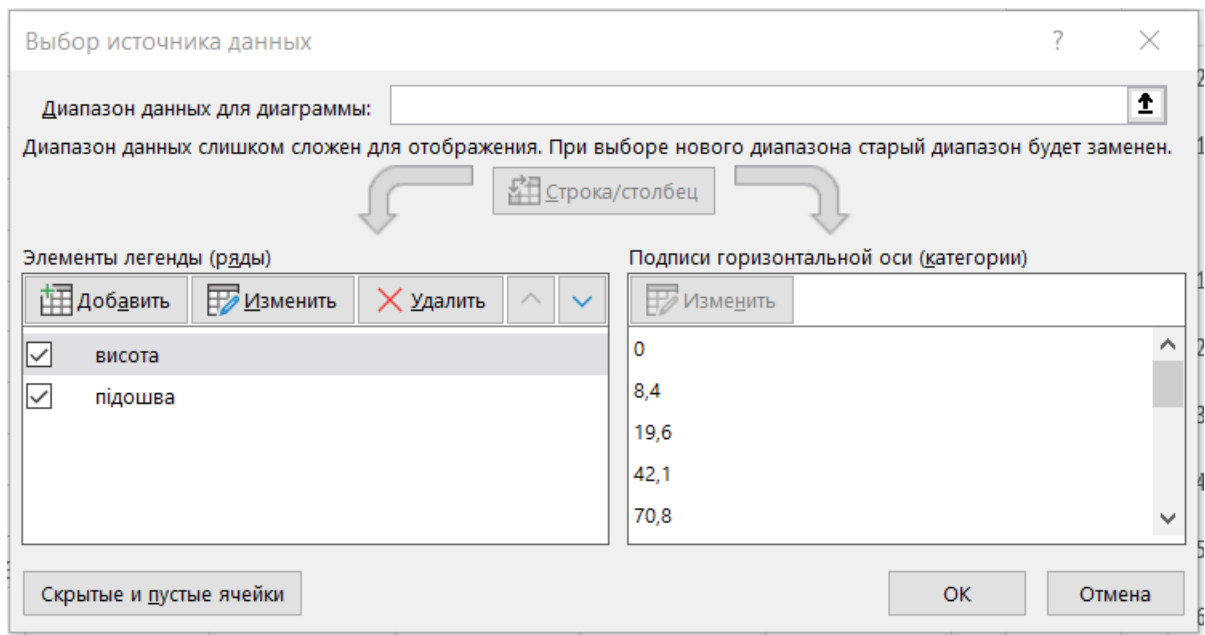 Выбор источника данных
Диапазон данных для диаграммы:
Диапазон данных слишком сложен для отображения. При выборе нового диапазона старый диапазон будет заменен.
Строка/столбец
Элементы легенды (ряды)
Добавить Изменить Удалить
высота
підошва
Подписи горизонтальной оси (категории)
Изменить
0
8,4
19,6
42,1
70,8
Скрытые и пустые ячейки
ОК Отмена